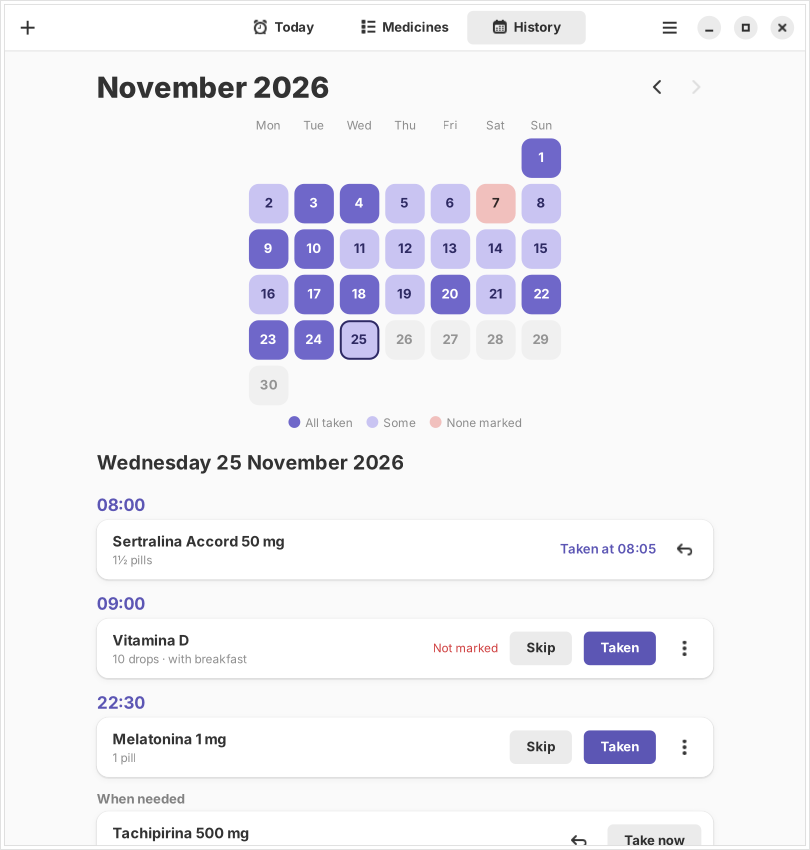 Today Medicines History
November 2026
Mon Tue Wed Thu Fri Sat Sun
1
2 3 4 5 6 7 8
9 10 11 12 13 14 15
16 17 18 19 20 21 22
23 24 25 26 27 28 29
30
All taken Some None marked
Wednesday 25 November 2026
08:00
Sertralina Accord 50 mg
Taken at 08:05
1½ pills
09:00
Vitamina D
10 drops · with breakfast
Not marked Skip Taken
22:30
Melatonina 1 mg
1 pill
Skip Taken
When needed
Tachipirina 500 mg
Take now